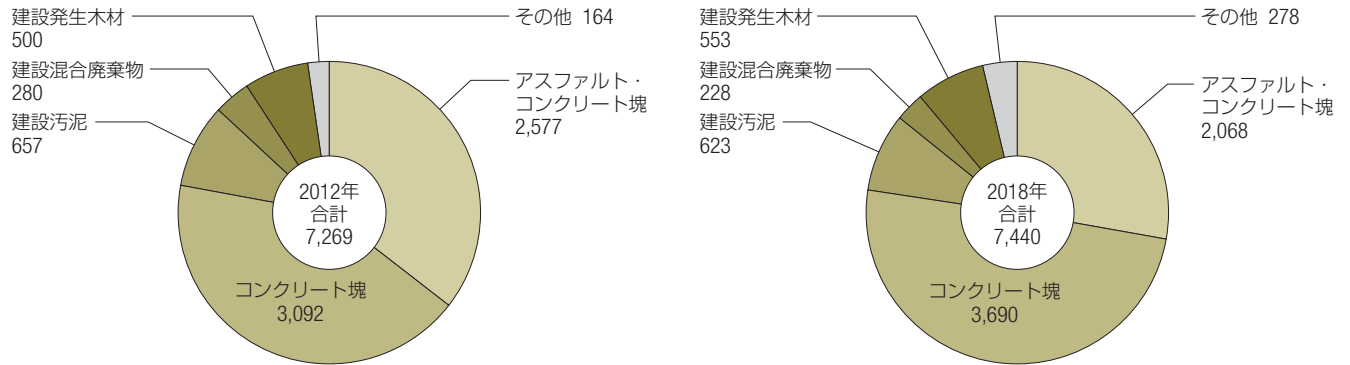 建設発生木材
500
建設混合廃棄物
280
建設汚泥
657
その他 164
アスファルト・
コンクリート塊
2,577
2012年
合計
7,269
コンクリート塊
3,092
建設発生木材
553
建設混合廃棄物
228
建設汚泥
623
その他 278
アスファルト・
コンクリート塊
2,068
2018年
合計
7,440
コンクリート塊
3,690